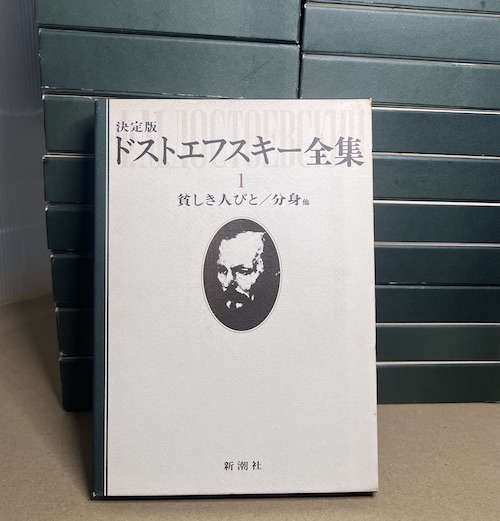 決定版
DOSTOEVSKII
ドストエフスキー全集
1
貧しき人びと／分身他
新潮社